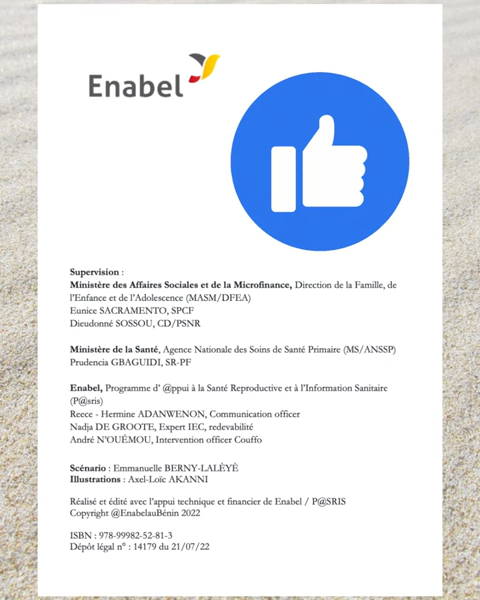 Enabel
Supervision :
Ministère des Affaires Sociales et de la Microfinance, Direction de la Famille, de
l'Enfance et de l'Adolescence (MASM/DFEA)
Eunice SACRAMENTO, SPCF
Dieudonné SOSSOU, CD/PSNR
Ministère de la Santé, Agence Nationale des Soins de Santé Primaire (MS/ANSSP)
Prudencia GBAGUIDI, SR-PF
Enabel, Programme d' @ppui à la Santé Reproductive et à l'Information Sanitaire
(P@sris)
Reece - Hermine ADANWENON, Communication officer
Nadja DE GROOTE, Expert IEC, redevabilité
André N'OUÉMOU, Intervention officer Couffo
Scénario : Emmanuelle BERNY-LALÈYÈ
Illustrations : Axel-Loïc AKANNI
Réalisé et édité avec l'appui technique et financier de Enabel / P@SRIS
Copyright @EnabelauBénin 2022
ISBN : 978-99982-52-81-3
Dépôt légal n° : 14179 du 21/07/22